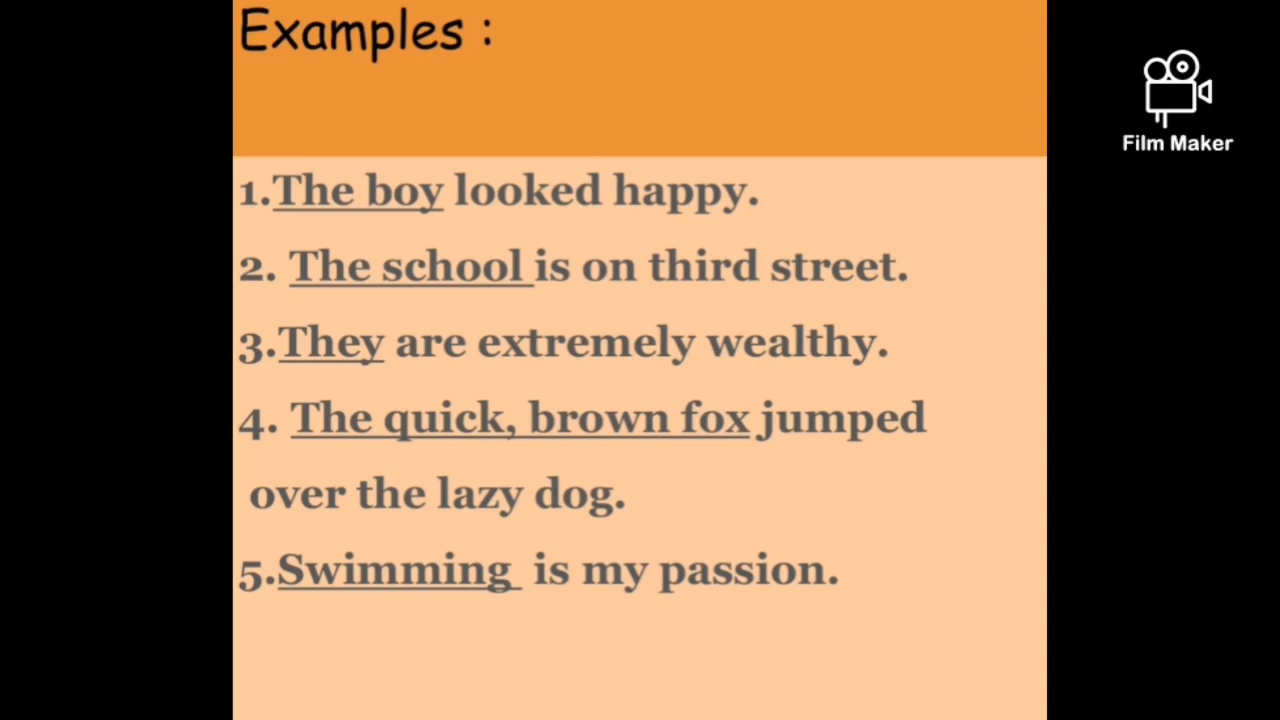 Examples :
Film Maker
1.The boy looked happy.
2. The school is on third street.
3.They are extremely wealthy.
4. The quick, brown fox jumped
over the lazy dog.
5.Swimming is my passion.